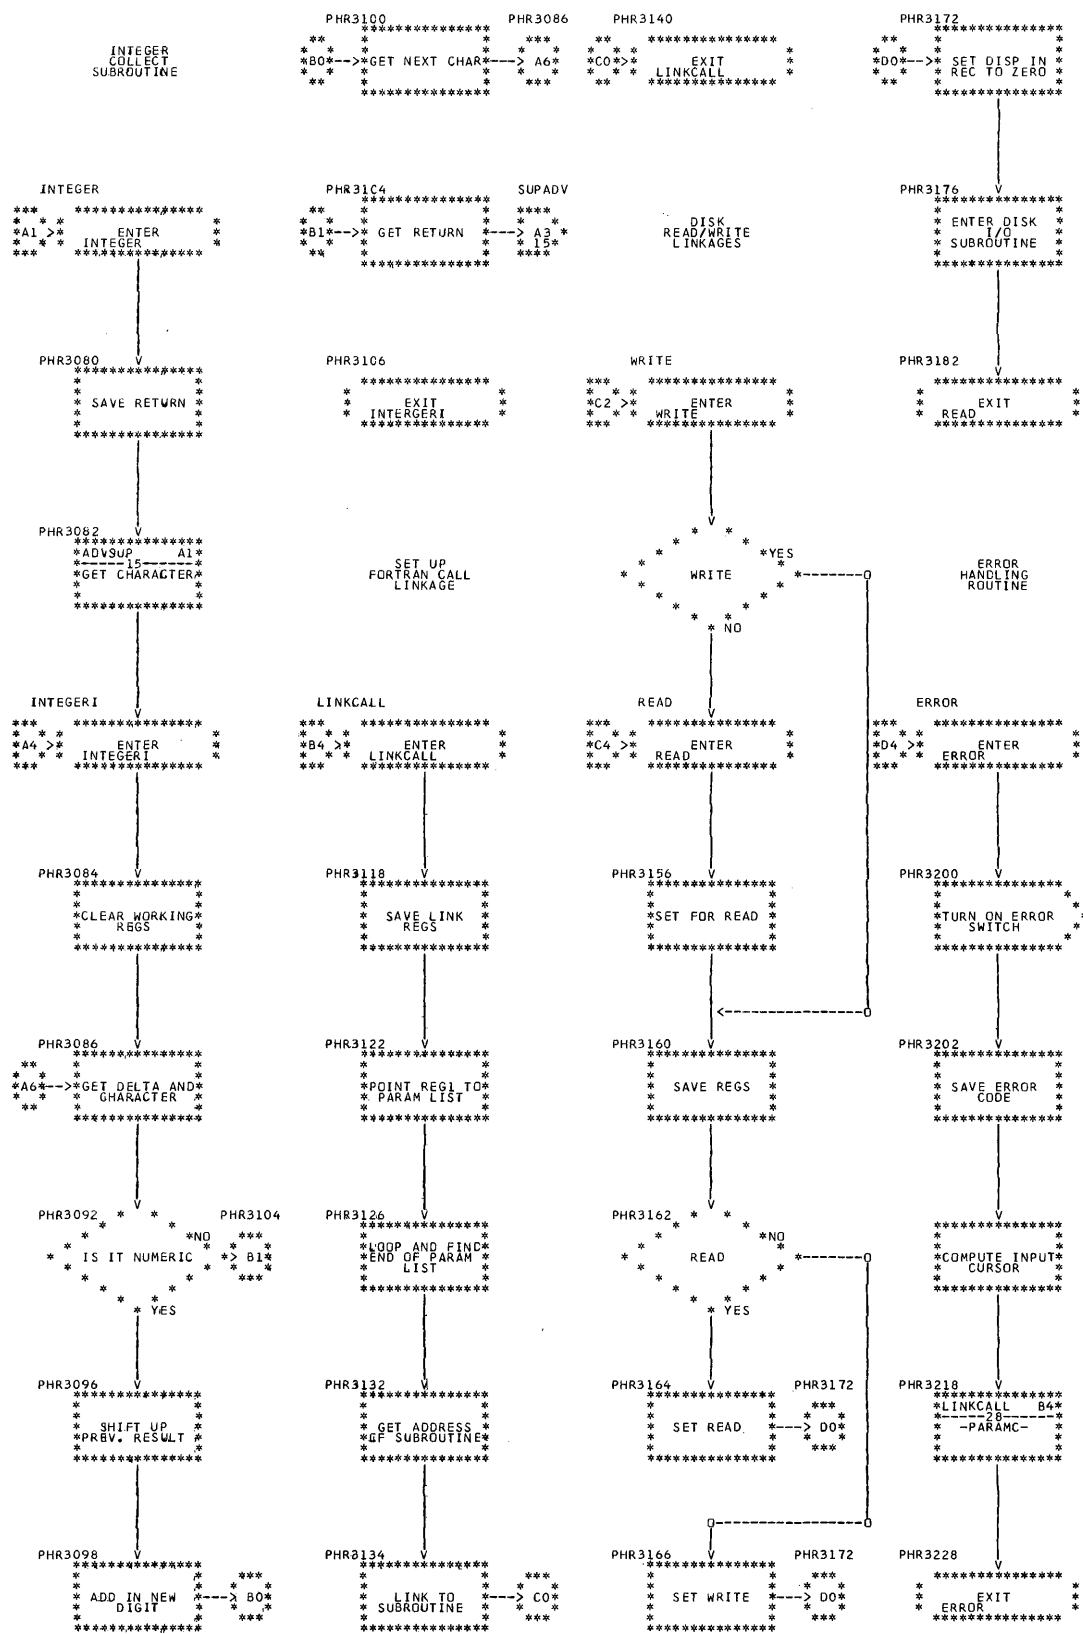 INTEGER
COLLECT
SUBROUTINE
INTEGER
A1 ENTER
INTEGER
PHR3080
SAVE RETURN
PHR3082
ADVSUP A1
15
GET CHARACTER
INTEGERI
A4 ENTER
INTEGERI
PHR3084
CLEAR WORKING
REGS
PHR3086
A6 GET DELTA AND
CHARACTER
PHR3092
IS IT NUMERIC
NO
PHR3104
B1
YES
PHR3096
SHIFT UP
PREV. RESULT
PHR3098
ADD IN NEW
DIGIT
B0
PHR3100
B0 GET NEXT CHAR
PHR3086
A6
PHR31C4
B1 GET RETURN
SUPADV
A3
15
PHR3106
EXIT
INTERGERI
SET UP
FORTRAN CALL
LINKAGE
LINKCALL
B4 ENTER
LINKCALL
PHR3118
SAVE LINK
REGS
PHR3122
POINT REG1 TO
PARAM LIST
PHR3126
LOOP AND FIND
END OF PARAM
LIST
PHR3132
GET ADDRESS
CF SUBROUTINE
PHR3134
LINK TO
SUBROUTINE
C0
PHR3140
C0 EXIT
LINKCALL
DISK
READ/WRITE
LINKAGES
WRITE
C2 ENTER
WRITE
WRITE
YES
NO
READ
C4 ENTER
READ
PHR3156
SET FOR READ
PHR3160
SAVE REGS
PHR3162
READ
NO
YES
PHR3164
SET READ
PHR3172
D0
PHR3166
SET WRITE
PHR3172
D0
PHR3172
D0 SET DISP IN
REC TO ZERO
PHR3176
ENTER DISK
I/O
SUBROUTINE
PHR3182
EXIT
READ
ERROR
HANDLING
ROUTINE
ERROR
D4 ENTER
ERROR
PHR3200
TURN ON ERROR
SWITCH
PHR3202
SAVE ERROR
CODE
COMPUTE INPUT
CURSOR
PHR3218
LINKCALL B4
28
-PARAMC-
PHR3228
EXIT
ERROR